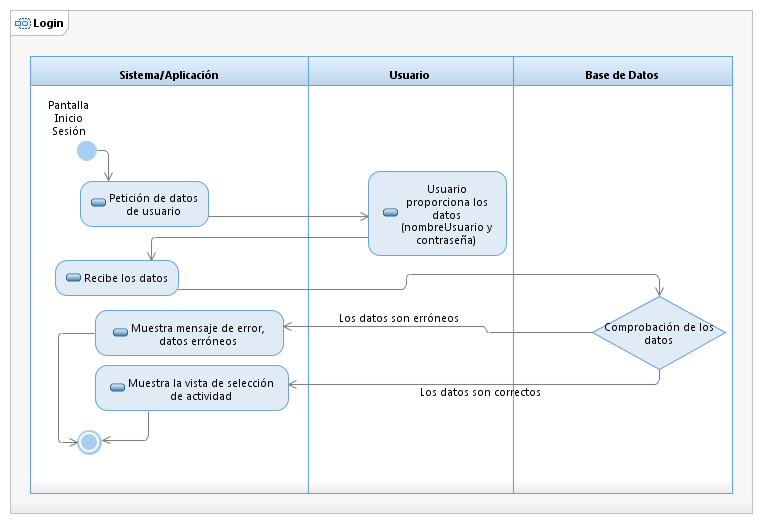 Login
Sistema/Aplicación
Usuario
Base de Datos
Pantalla
Inicio
Sesión
Petición de datos
de usuario
Usuario
proporciona los
datos
(nombreUsuario y
contraseña)
Recibe los datos
Los datos son erróneos
Comprobación de los
datos
Muestra mensaje de error,
datos erróneos
Muestra la vista de selección
de actividad
Los datos son correctos